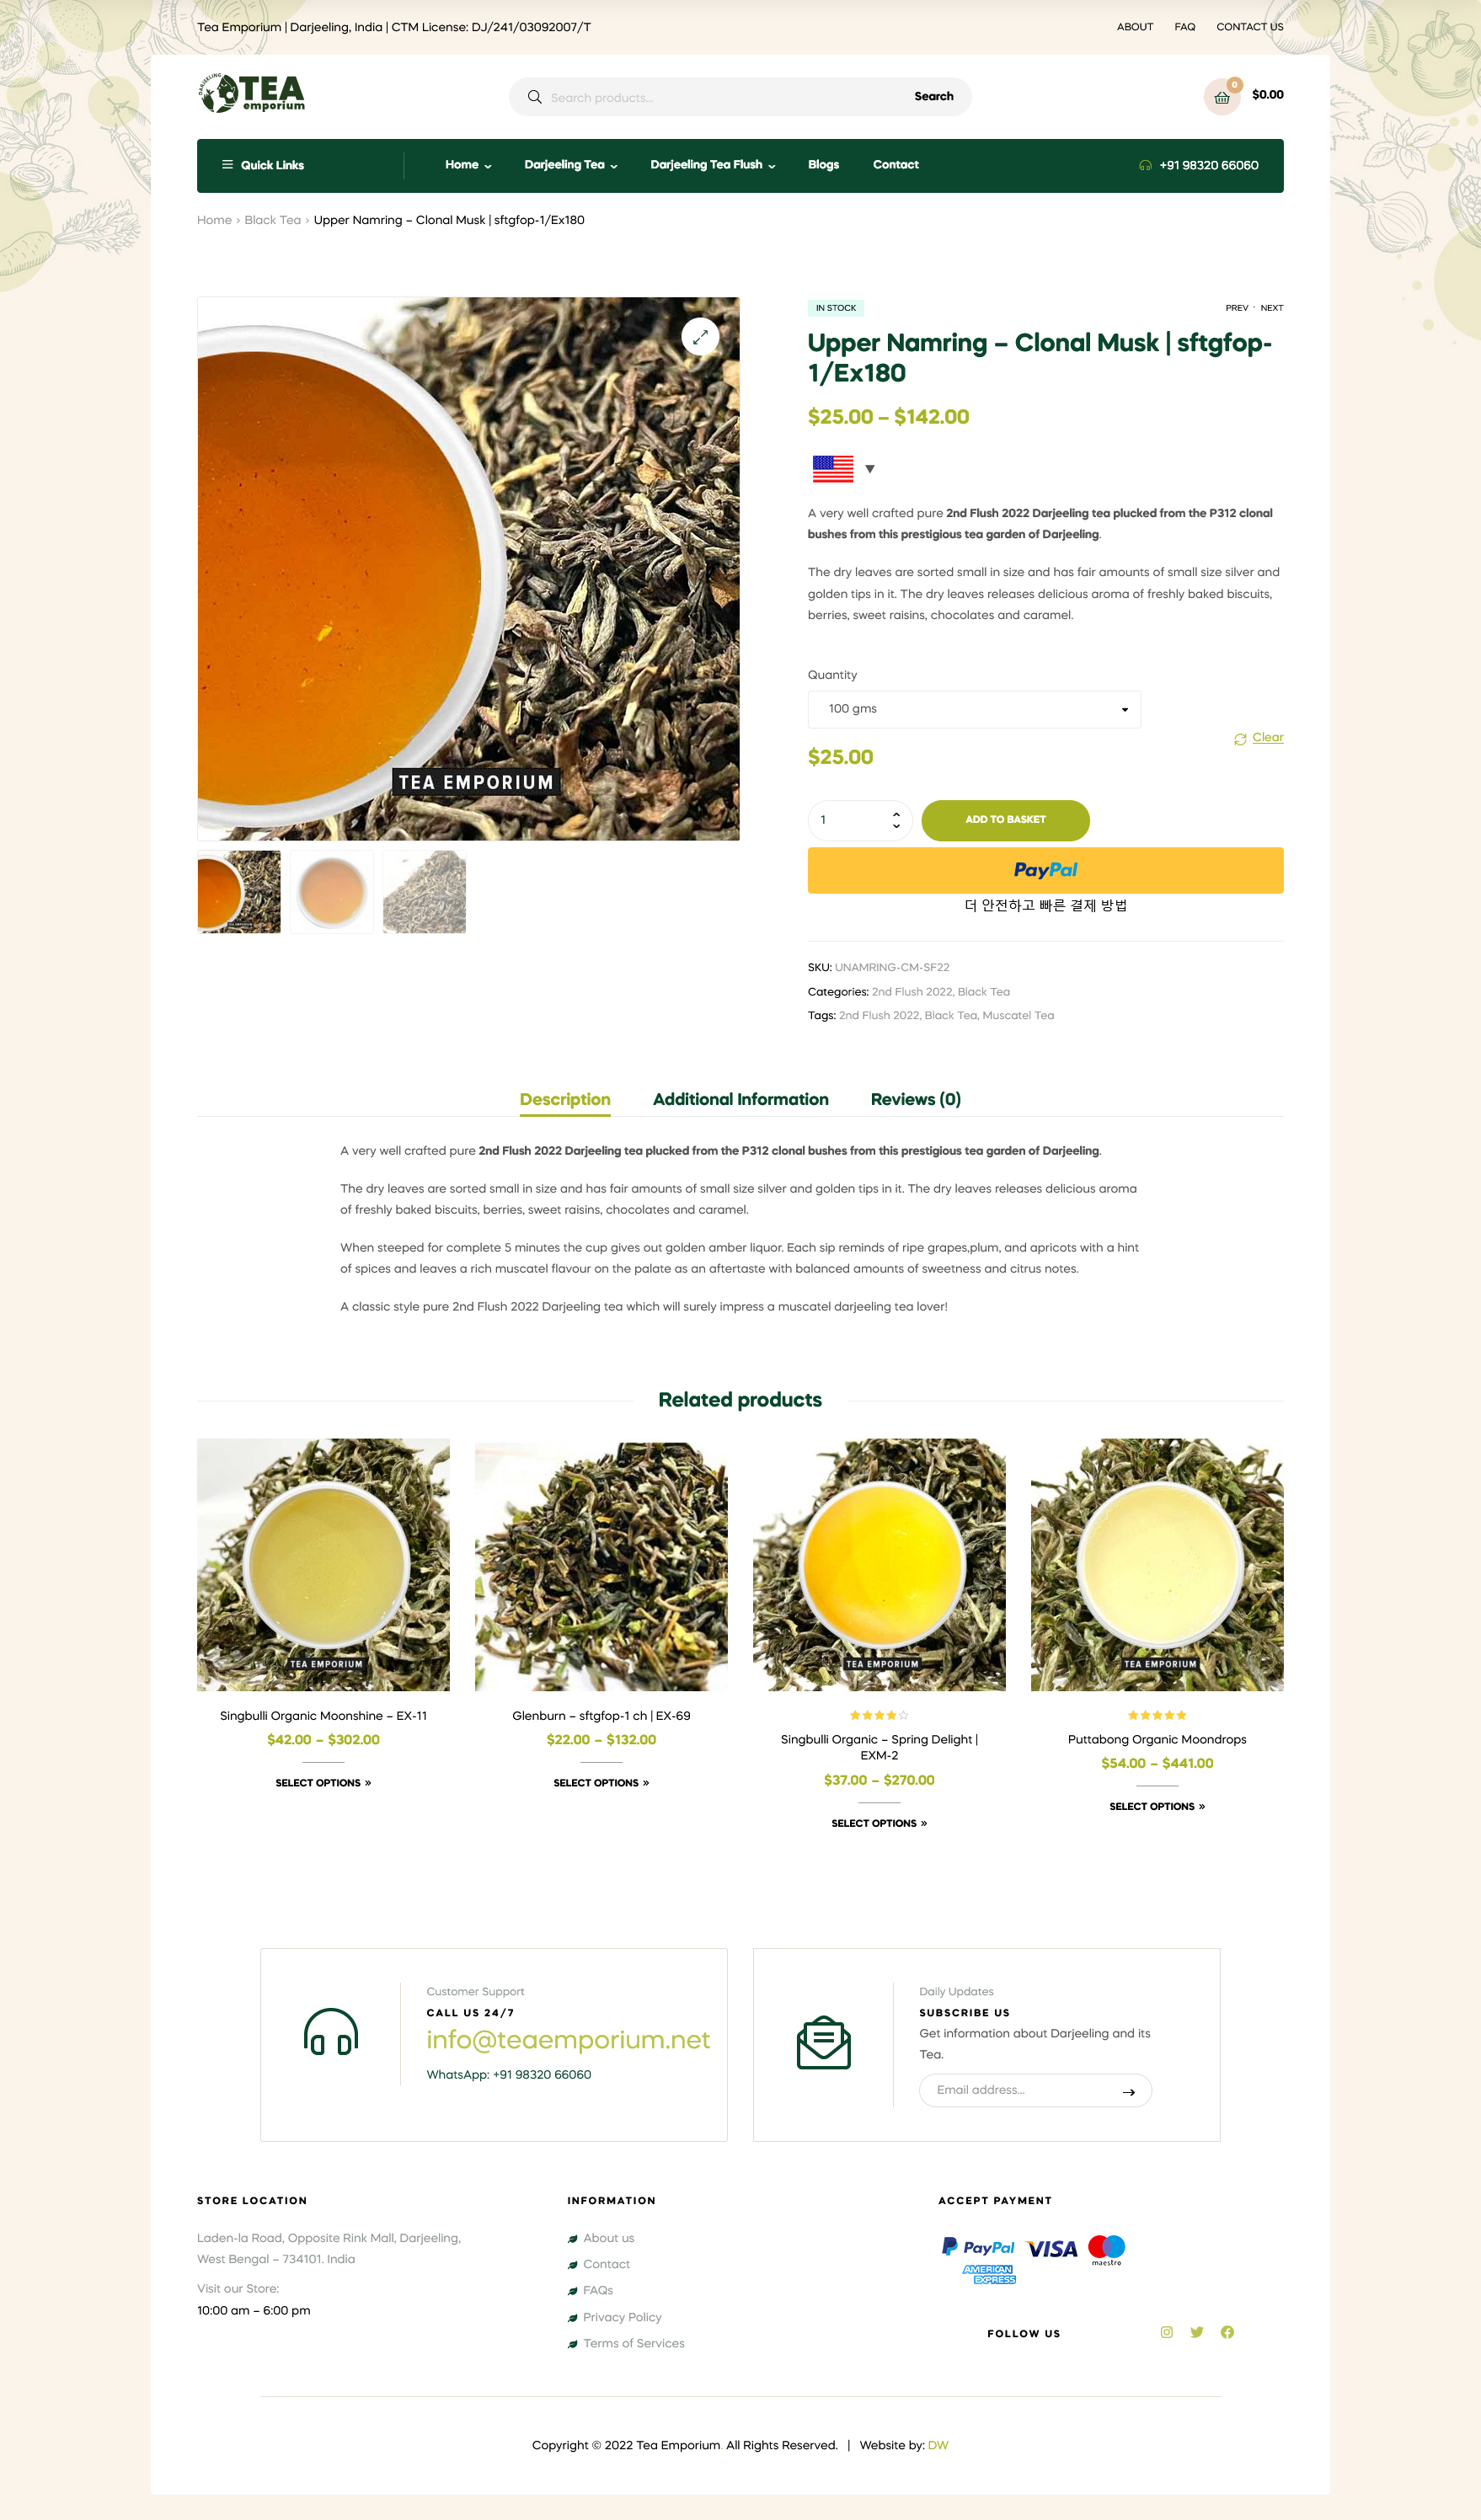 Tea Emporium | Darjeeling, India | CTM License: DJ/241/03092007/T
ABOUT
FAQ
CONTACT US
DARJEELING
TEA
emporium
Search products...
Search
0
$0.00
Quick Links
Home
Darjeeling Tea
Darjeeling Tea Flush
Blogs
Contact
+91 98320 66060
Home › Black Tea › Upper Namring – Clonal Musk | sftgfop-1/Ex180
TEA EMPORIUM
IN STOCK
PREV · NEXT
Upper Namring – Clonal Musk | sftgfop-
1/Ex180
$25.00 – $142.00
A very well crafted pure 2nd Flush 2022 Darjeeling tea plucked from the P312 clonal
bushes from this prestigious tea garden of Darjeeling.
The dry leaves are sorted small in size and has fair amounts of small size silver and
golden tips in it. The dry leaves releases delicious aroma of freshly baked biscuits,
berries, sweet raisins, chocolates and caramel.
Quantity
100 gms
Clear
$25.00
1
ADD TO BASKET
PayPal
더 안전하고 빠른 결제 방법
SKU: UNAMRING-CM-SF22
Categories: 2nd Flush 2022, Black Tea
Tags: 2nd Flush 2022, Black Tea, Muscatel Tea
Description
Additional Information
Reviews (0)
A very well crafted pure 2nd Flush 2022 Darjeeling tea plucked from the P312 clonal bushes from this prestigious tea garden of Darjeeling.
The dry leaves are sorted small in size and has fair amounts of small size silver and golden tips in it. The dry leaves releases delicious aroma
of freshly baked biscuits, berries, sweet raisins, chocolates and caramel.
When steeped for complete 5 minutes the cup gives out golden amber liquor. Each sip reminds of ripe grapes,plum, and apricots with a hint
of spices and leaves a rich muscatel flavour on the palate as an aftertaste with balanced amounts of sweetness and citrus notes.
A classic style pure 2nd Flush 2022 Darjeeling tea which will surely impress a muscatel darjeeling tea lover!
Related products
TEA EMPORIUM
Singbulli Organic Moonshine – EX-11
$42.00 – $302.00
SELECT OPTIONS »
Glenburn – sftgfop-1 ch | EX-69
$22.00 – $132.00
SELECT OPTIONS »
TEA EMPORIUM
Singbulli Organic – Spring Delight |
EXM-2
$37.00 – $270.00
SELECT OPTIONS »
TEA EMPORIUM
Puttabong Organic Moondrops
$54.00 – $441.00
SELECT OPTIONS »
Customer Support
CALL US 24/7
info@teaemporium.net
WhatsApp: +91 98320 66060
Daily Updates
SUBSCRIBE US
Get information about Darjeeling and its
Tea.
Email address...
STORE LOCATION
Laden-la Road, Opposite Rink Mall, Darjeeling,
West Bengal – 734101. India
Visit our Store:
10:00 am – 6:00 pm
INFORMATION
About us
Contact
FAQs
Privacy Policy
Terms of Services
ACCEPT PAYMENT
PayPal
VISA
maestro
AMERICAN
EXPRESS
FOLLOW US
Copyright © 2022 Tea Emporium. All Rights Reserved. | Website by: DW